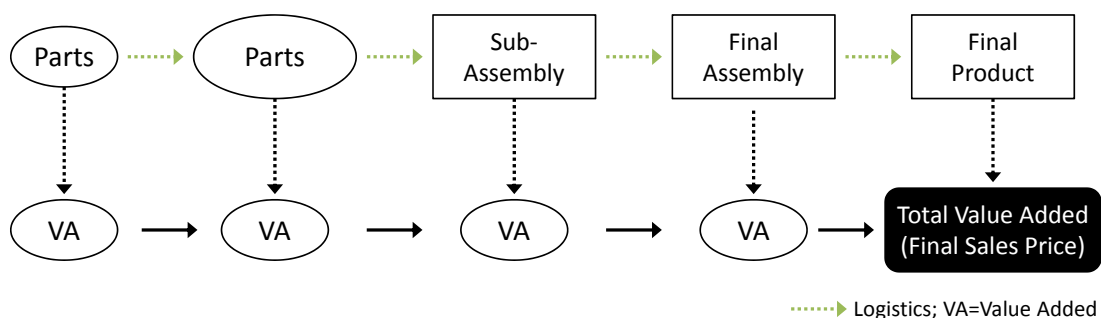 Parts
Parts
Sub-
Assembly
Final
Assembly
Final
Product
VA
VA
VA
VA
Total Value Added
(Final Sales Price)
Logistics; VA=Value Added